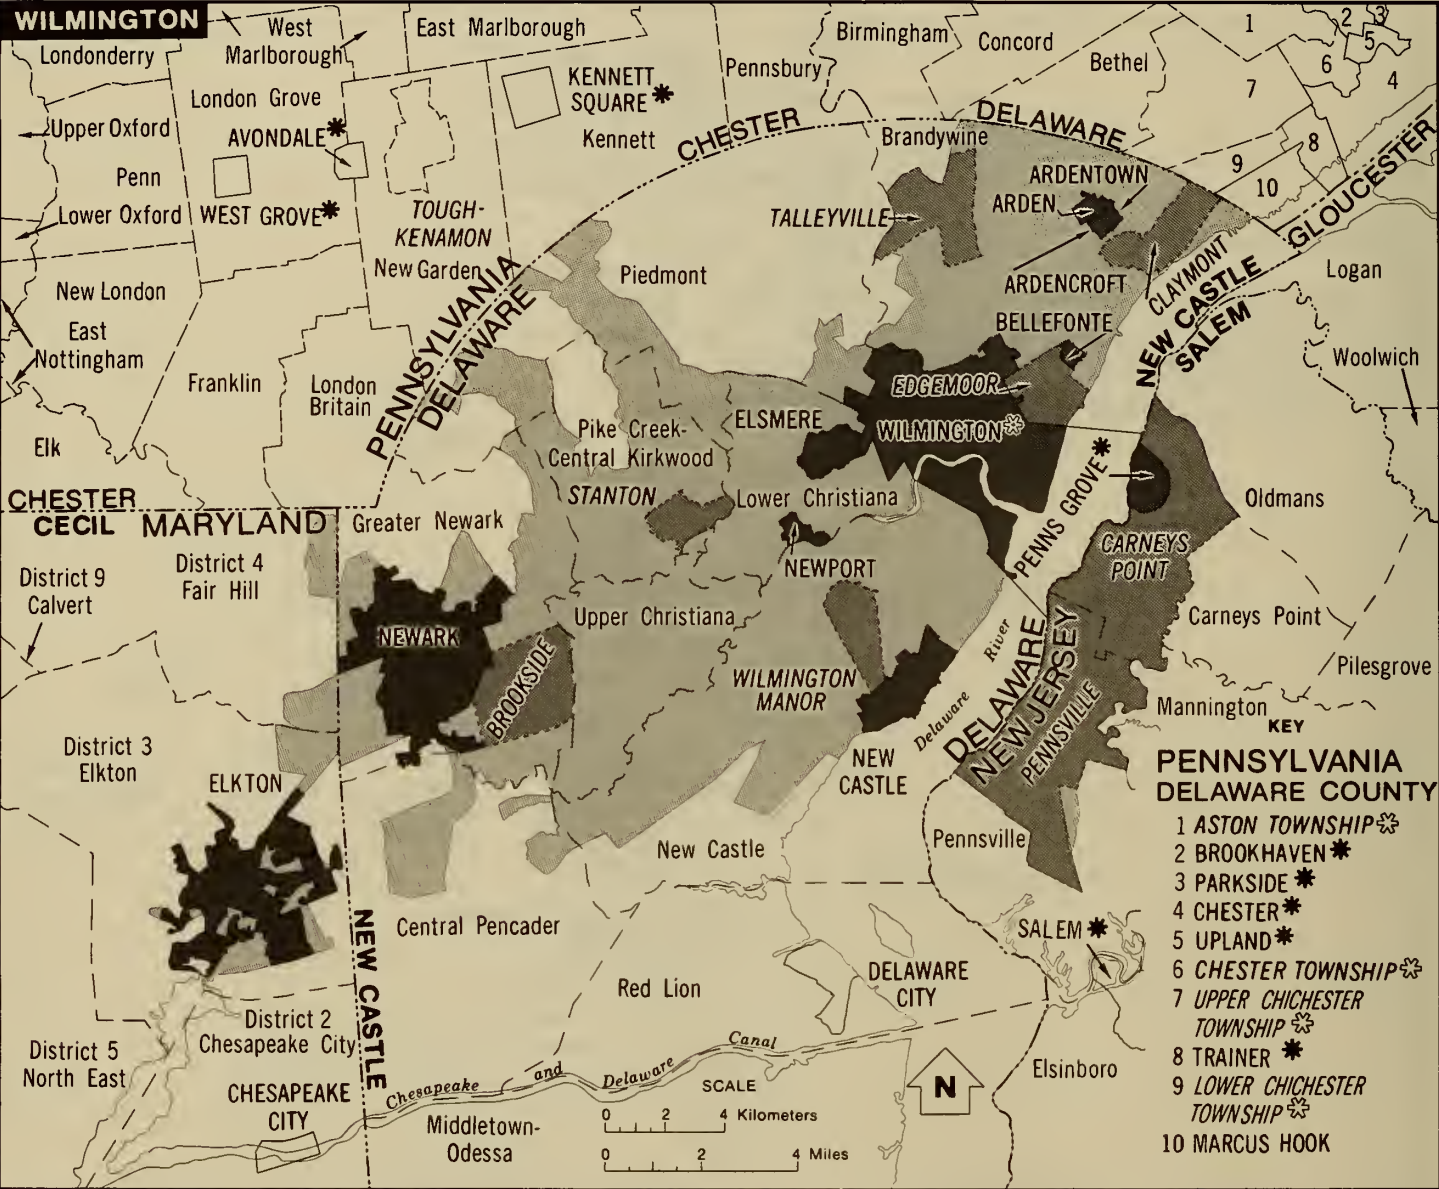 WILMINGTON
West
Marlborough
East Marlborough
Birmingham
Concord
Bethel
1
2
3
5
6
4
7
Londonderry
London Grove
AVONDALE✱
KENNETT
SQUARE✱
Kennett
Pennsbury
Upper Oxford
Penn
Lower Oxford
WEST GROVE✱
TOUGH-
KENAMON
New Garden
CHESTER
DELAWARE
Brandywine
8
9
10
GLOUCESTER
ARDENTOWN
ARDEN
TALLEYVILLE
ARDENCROFT
CLAYMONT
NEW CASTLE
SALEM
Logan
New London
East
Nottingham
Piedmont
PENNSYLVANIA
DELAWARE
BELLEFONTE
Woolwich
Franklin
London
Britain
EDGEMOOR
WILMINGTON
ELSMERE
Elk
Pike Creek-
Central Kirkwood
STANTON
Lower Christiana
PENNS GROVE✱
Oldmans
CHESTER
CECIL
MARYLAND
Greater Newark
District 4
Fair Hill
District 9
Calvert
NEWPORT
CARNEYS
POINT
Carneys Point
Upper Christiana
NEWARK
BROOKSIDE
WILMINGTON
MANOR
River
Delaware
DELAWARE
NEW JERSEY
PENNSVILLE
Pilesgrove
Mannington
District 3
Elkton
ELKTON
NEW
CASTLE
New Castle
Pennsville
Central Pencader
NEW CASTLE
Red Lion
DELAWARE
CITY
SALEM✱
District 2
Chesapeake City
District 5
North East
CHESAPEAKE
CITY
Chesapeake and Delaware Canal
Middletown-
Odessa
Elsinboro
N
SCALE
0 2 4 Kilometers
0 2 4 Miles
KEY
PENNSYLVANIA
DELAWARE COUNTY
1 ASTON TOWNSHIP
2 BROOKHAVEN✱
3 PARKSIDE✱
4 CHESTER✱
5 UPLAND✱
6 CHESTER TOWNSHIP
7 UPPER CHICHESTER
TOWNSHIP
8 TRAINER✱
9 LOWER CHICHESTER
TOWNSHIP
10 MARCUS HOOK